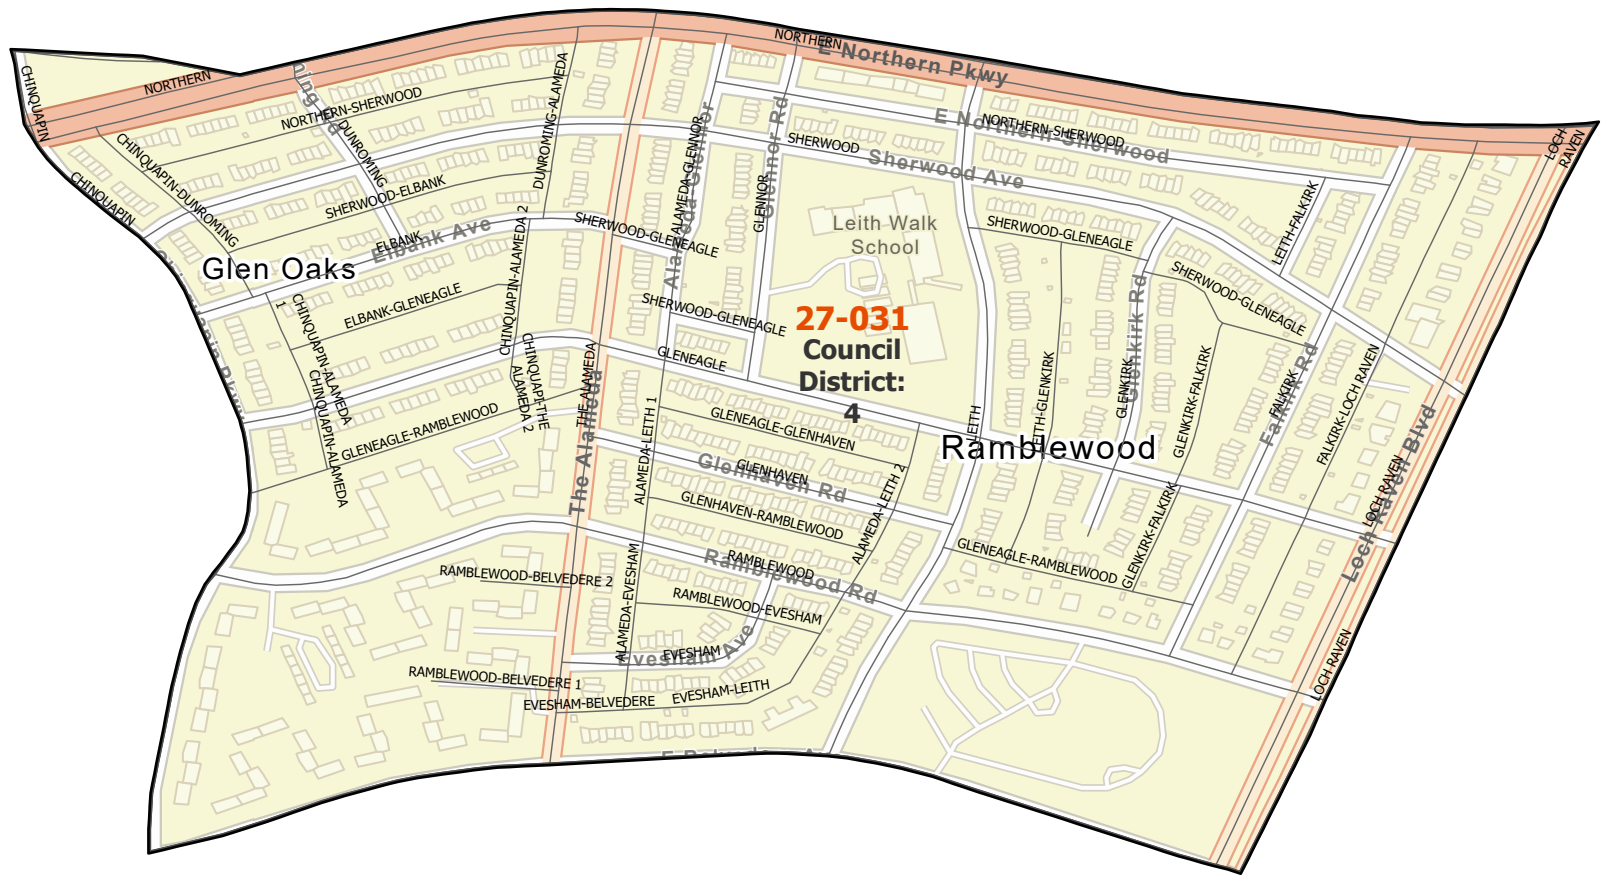 NORTHERN
E Northern Pkwy
CHINQUAPIN
NORTHERN
DUNROMING-ALAMEDA
NORTHERN-SHERWOOD
DUNROMING
E Northern-Sherwood
NORTHERN-SHERWOOD
LOCH
RAVEN
CHINQUAPIN-DUNROMING
SHERWOOD
Sherwood Ave
ALAMEDA-GLENNOR
Alameda-Glennor
Glennor Rd
GLENNOR
CHINQUAPIN
SHERWOOD-ELBANK
ELBANK
Elbank Ave
SHERWOOD-GLENEAGLE
Leith Walk
School
SHERWOOD-GLENEAGLE
LEITH-FALKIRK
Glen Oaks
CHINQUAPIN-ALAMEDA 2
CHINQUAPIN-ALAMEDA
1
ELBANK-GLENEAGLE
SHERWOOD-GLENEAGLE
SHERWOOD-GLENEAGLE
27-031
Council
District:
4
Glenkirk Rd
GLENKIRK
GLENEAGLE
THE ALAMEDA
The Alameda
CHINQUAPI-THE
ALAMEDA 2
CHINQUAPIN-ALAMEDA
GLENEAGLE-RAMBLEWOOD
GLENEAGLE-GLENHAVEN
LEITH
LEITH-GLENKIRK
GLENKIRK-FALKIRK
FALKIRK
Falkirk Rd
FALKIRK-LOCH RAVEN
Ramblewood
ALAMEDA-LEITH 1
Glenhaven Rd
GLENHAVEN
ALAMEDA-LEITH 2
GLENHAVEN-RAMBLEWOOD
LOCH RAVEN
Loch Raven Blvd
GLENKIRK-FALKIRK
GLENEAGLE-RAMBLEWOOD
RAMBLEWOOD
Ramblewood Rd
RAMBLEWOOD-BELVEDERE 2
ALAMEDA-EVESHAM
RAMBLEWOOD-EVESHAM
EVESHAM
Evesham Ave
RAMBLEWOOD-BELVEDERE 1
EVESHAM-BELVEDERE
EVESHAM-LEITH
LOCH RAVEN